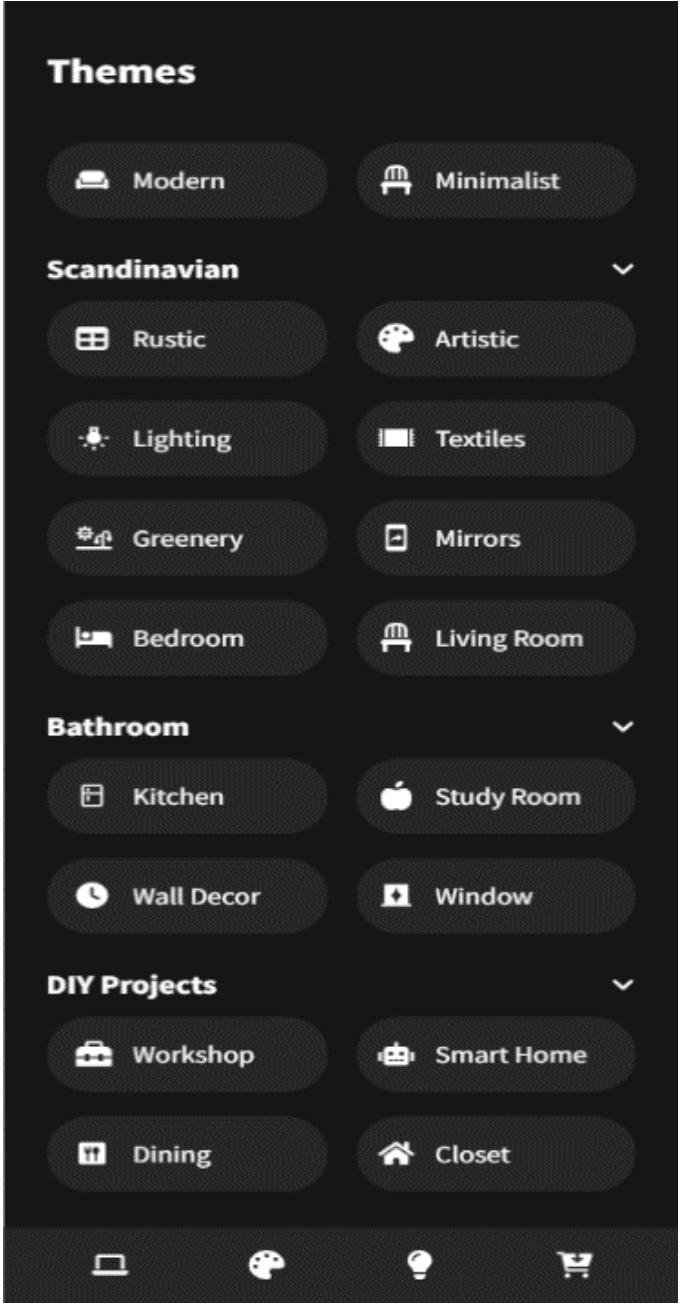 Themes
Modern Minimalist
Scandinavian
Rustic Artistic
Lighting Textiles
Greenery Mirrors
Bedroom Living Room
Bathroom
Kitchen Study Room
Wall Decor Window
DIY Projects
Workshop Smart Home
Dining Closet